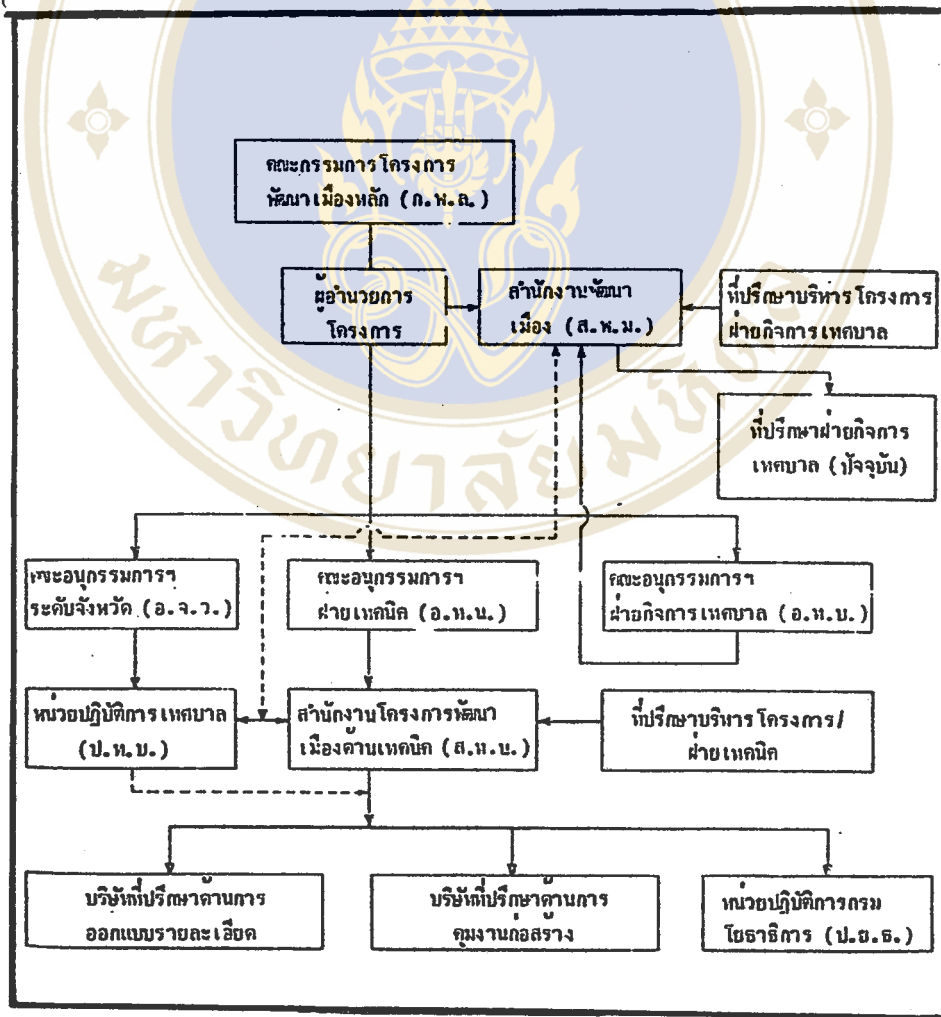 คณะกรรมการโครงการ
พัฒนาเมืองหลัก (ก.พ.ล.)
ผู้อำนวยการ
โครงการ
สำนักงานพัฒนา
เมือง (ส.พ.ม.)
ที่ปรึกษาบริหารโครงการ
ฝ่ายกิจการเทศบาล
ที่ปรึกษาฝ่ายกิจการ
เทศบาล (ปัจจุบัน)
มหาวิทยาลัยมหิดล
คณะอนุกรรมการฯ
ระดับจังหวัด (อ.จ.ว.)
คณะอนุกรรมการฯ
ฝ่ายเทคนิค (อ.ท.น.)
คณะอนุกรรมการฯ
ฝ่ายกิจการเทศบาล (อ.ท.บ.)
หน่วยปฏิบัติการเทศบาล
(ป.ท.บ.)
สำนักงานโครงการพัฒนา
เมืองด้านเทคนิค (ส.ท.น.)
ที่ปรึกษาบริหารโครงการ/
ฝ่ายเทคนิค
บริษัทที่ปรึกษาด้านการ
ออกแบบรายละเอียด
บริษัทที่ปรึกษาด้านการ
คุมงานก่อสร้าง
หน่วยปฏิบัติการกรม
โยธาธิการ (ป.ย.ธ.)